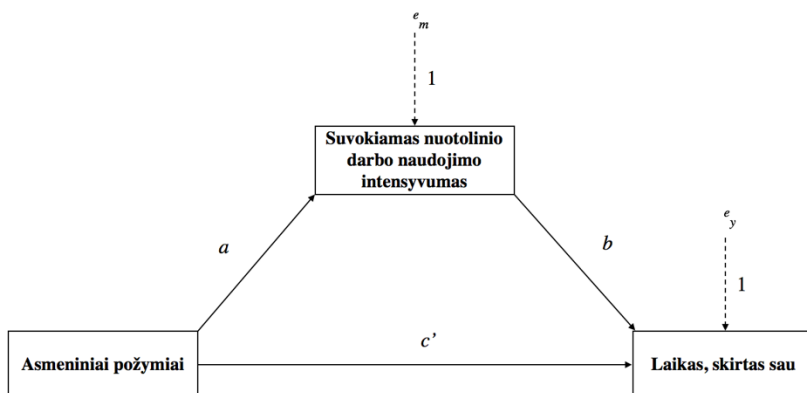 e_m
1
Suvokiamas nuotolinio
darbo naudojimo
intensyvumas
a
b
e_y
1
c’
Asmeniniai požymiai
Laikas, skirtas sau